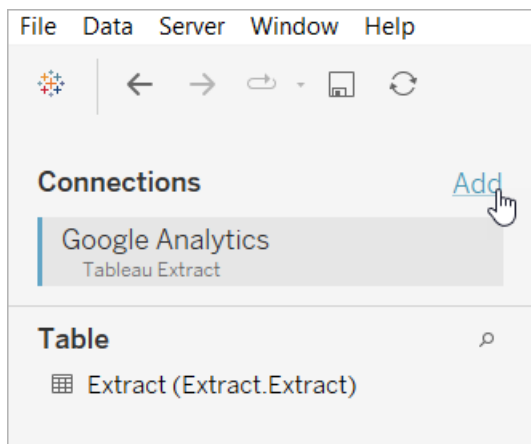 File Data Server Window Help
Connections Add
Google Analytics
Tableau Extract
Table
Extract (Extract.Extract)